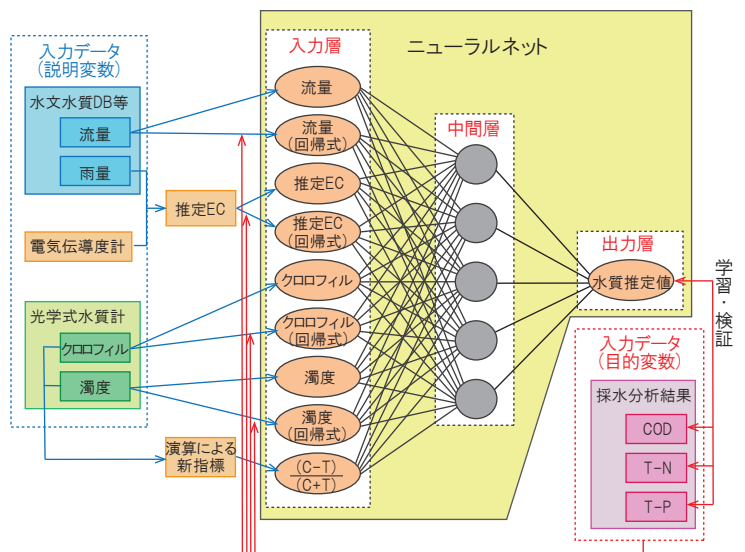 入力データ
(説明変数)
水文水質DB等
流量
雨量
電気伝導度計
光学式水質計
クロロフィル
濁度
推定EC
演算による
新指標
ニューラルネット
入力層
流量
流量
(回帰式)
推定EC
推定EC
(回帰式)
クロロフィル
クロロフィル
(回帰式)
濁度
濁度
(回帰式)
(C-T)
(C+T)
中間層
出力層
水質推定値
学習・検証
入力データ
(目的変数)
採水分析結果
COD
T-N
T-P